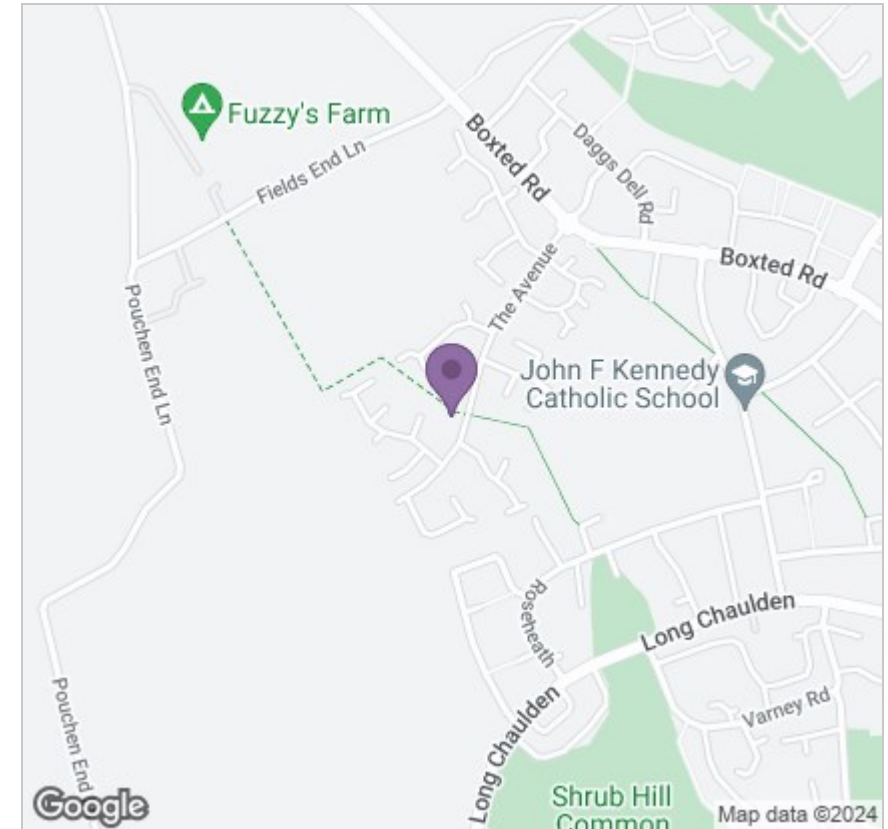 Fuzzy's Farm
Fields End Ln
Boxted Rd
Daggs Dell Rd
Boxted Rd
The Avenue
Pouchen End Ln
John F Kennedy
Catholic School
Roseheath
Long Chaulden
Varney Rd
Pouchen End
Long Chaulden
Shrub Hill
Common
Google
Map data ©2024